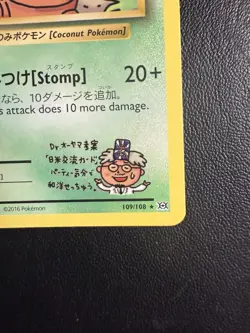 のみポケモン [Coconut Pokémon]
スタンプ
つけ[Stomp] 20+
なら、10ダメージを追加。
s attack does 10 more damage.
Dr.オーヤマ考案
「日米交流カード」
パーティー気分で
和洋せっちゅう。
©2016 Pokémon
109/108 ★ XY